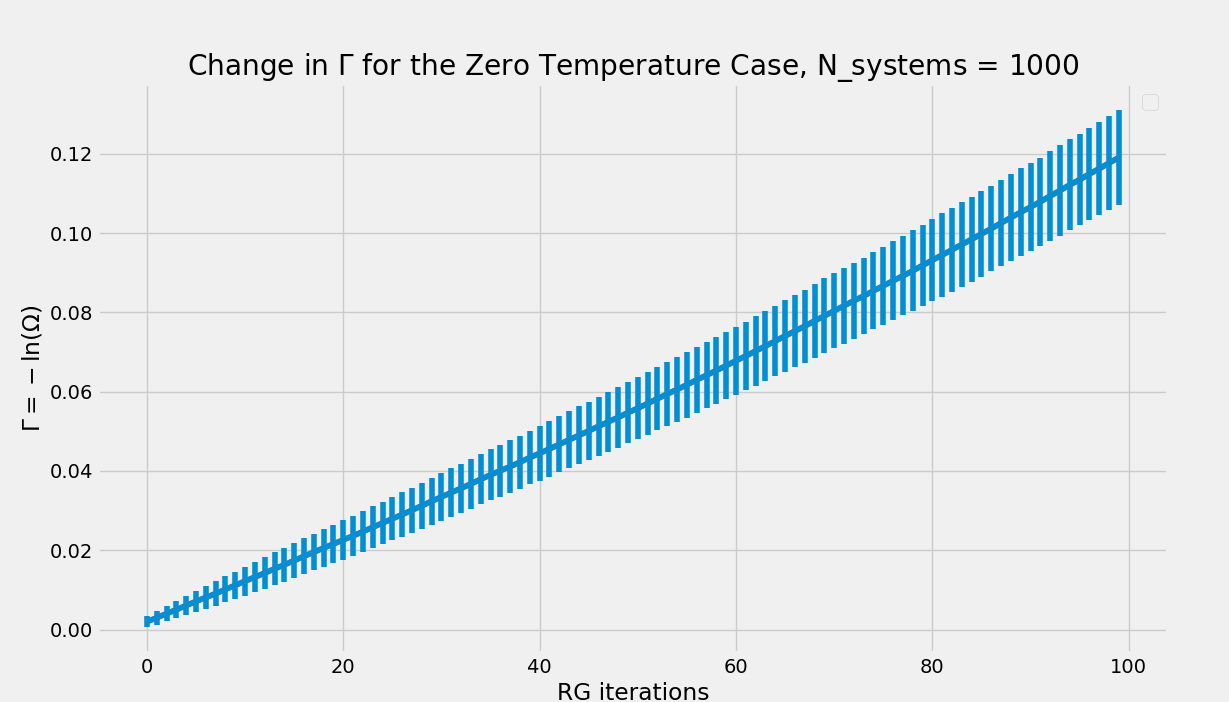 Change in Γ for the Zero Temperature Case, N_systems = 1000
Γ = − ln(Ω)
0.12
0.10
0.08
0.06
0.04
0.02
0.00
0 20 40 60 80 100
RG iterations